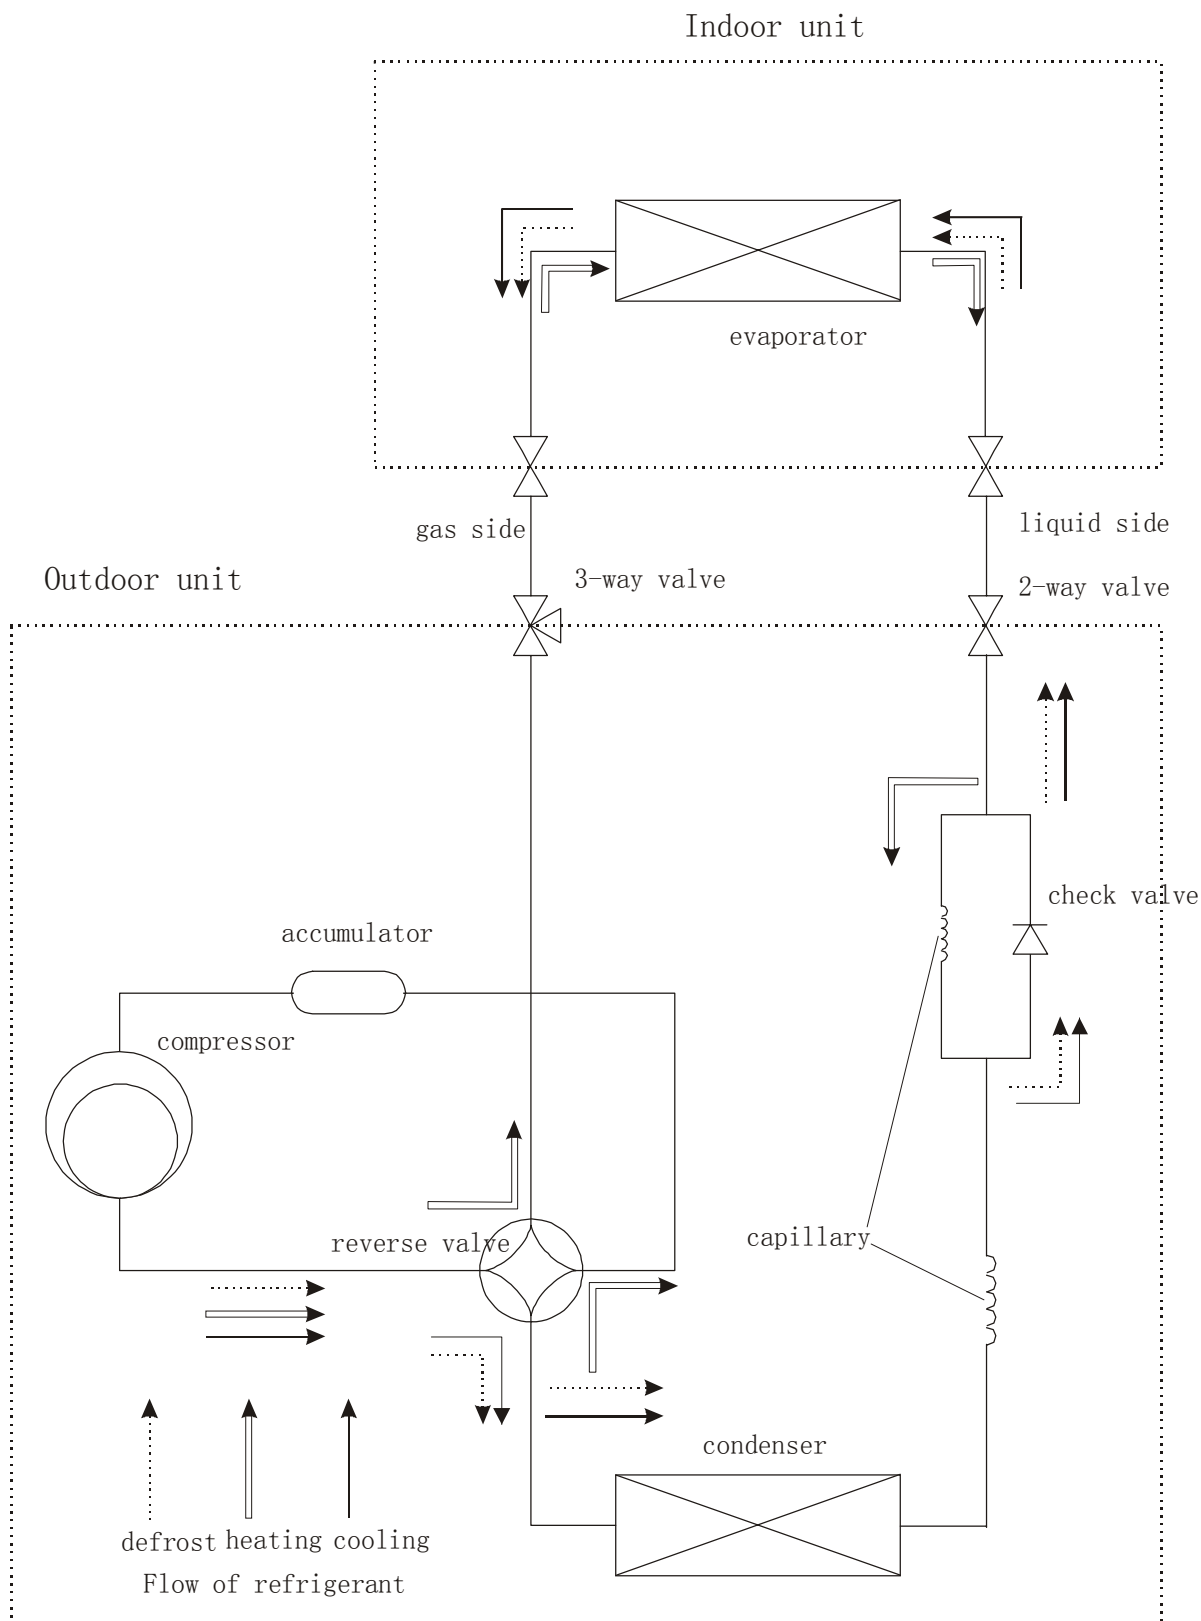 Indoor unit
evaporator
gas side
liquid side
Outdoor unit
3-way valve
2-way valve
check valve
accumulator
compressor
reverse valve
capillary
condenser
defrost heating cooling
Flow of refrigerant